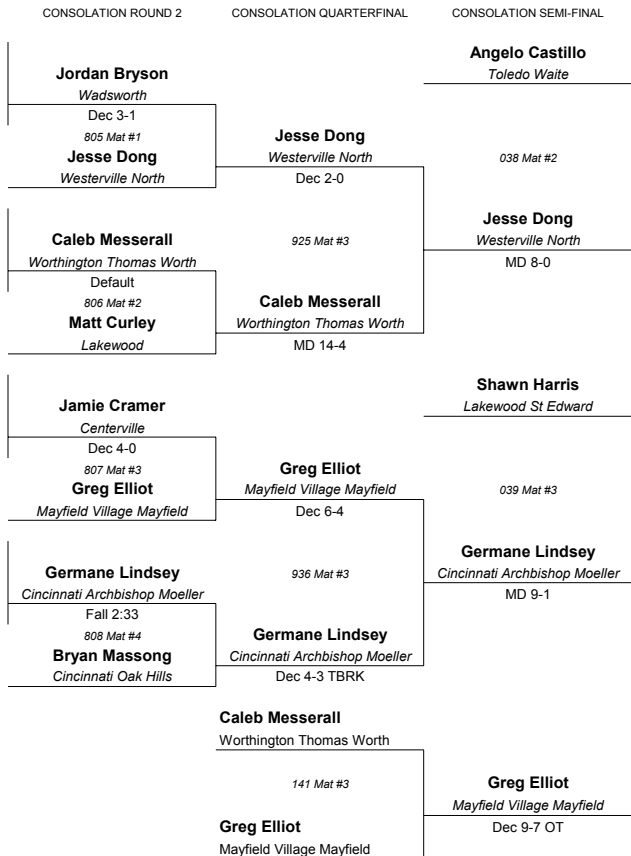 CONSOLATION ROUND 2
CONSOLATION QUARTERFINAL
CONSOLATION SEMI-FINAL
Jordan Bryson
Wadsworth
Dec 3-1
805 Mat #1
Jesse Dong
Westerville North
Caleb Messerall
Worthington Thomas Worth
Default
806 Mat #2
Matt Curley
Lakewood
Jamie Cramer
Centerville
Dec 4-0
807 Mat #3
Greg Elliot
Mayfield Village Mayfield
Germane Lindsey
Cincinnati Archbishop Moeller
Fall 2:33
808 Mat #4
Bryan Massong
Cincinnati Oak Hills
Jesse Dong
Westerville North
Dec 2-0
925 Mat #3
Caleb Messerall
Worthington Thomas Worth
MD 14-4
Greg Elliot
Mayfield Village Mayfield
Dec 6-4
936 Mat #3
Germane Lindsey
Cincinnati Archbishop Moeller
Dec 4-3 TBRK
Angelo Castillo
Toledo Waite
038 Mat #2
Jesse Dong
Westerville North
MD 8-0
Shawn Harris
Lakewood St Edward
039 Mat #3
Germane Lindsey
Cincinnati Archbishop Moeller
MD 9-1
Caleb Messerall
Worthington Thomas Worth
141 Mat #3
Greg Elliot
Mayfield Village Mayfield
Greg Elliot
Mayfield Village Mayfield
Dec 9-7 OT